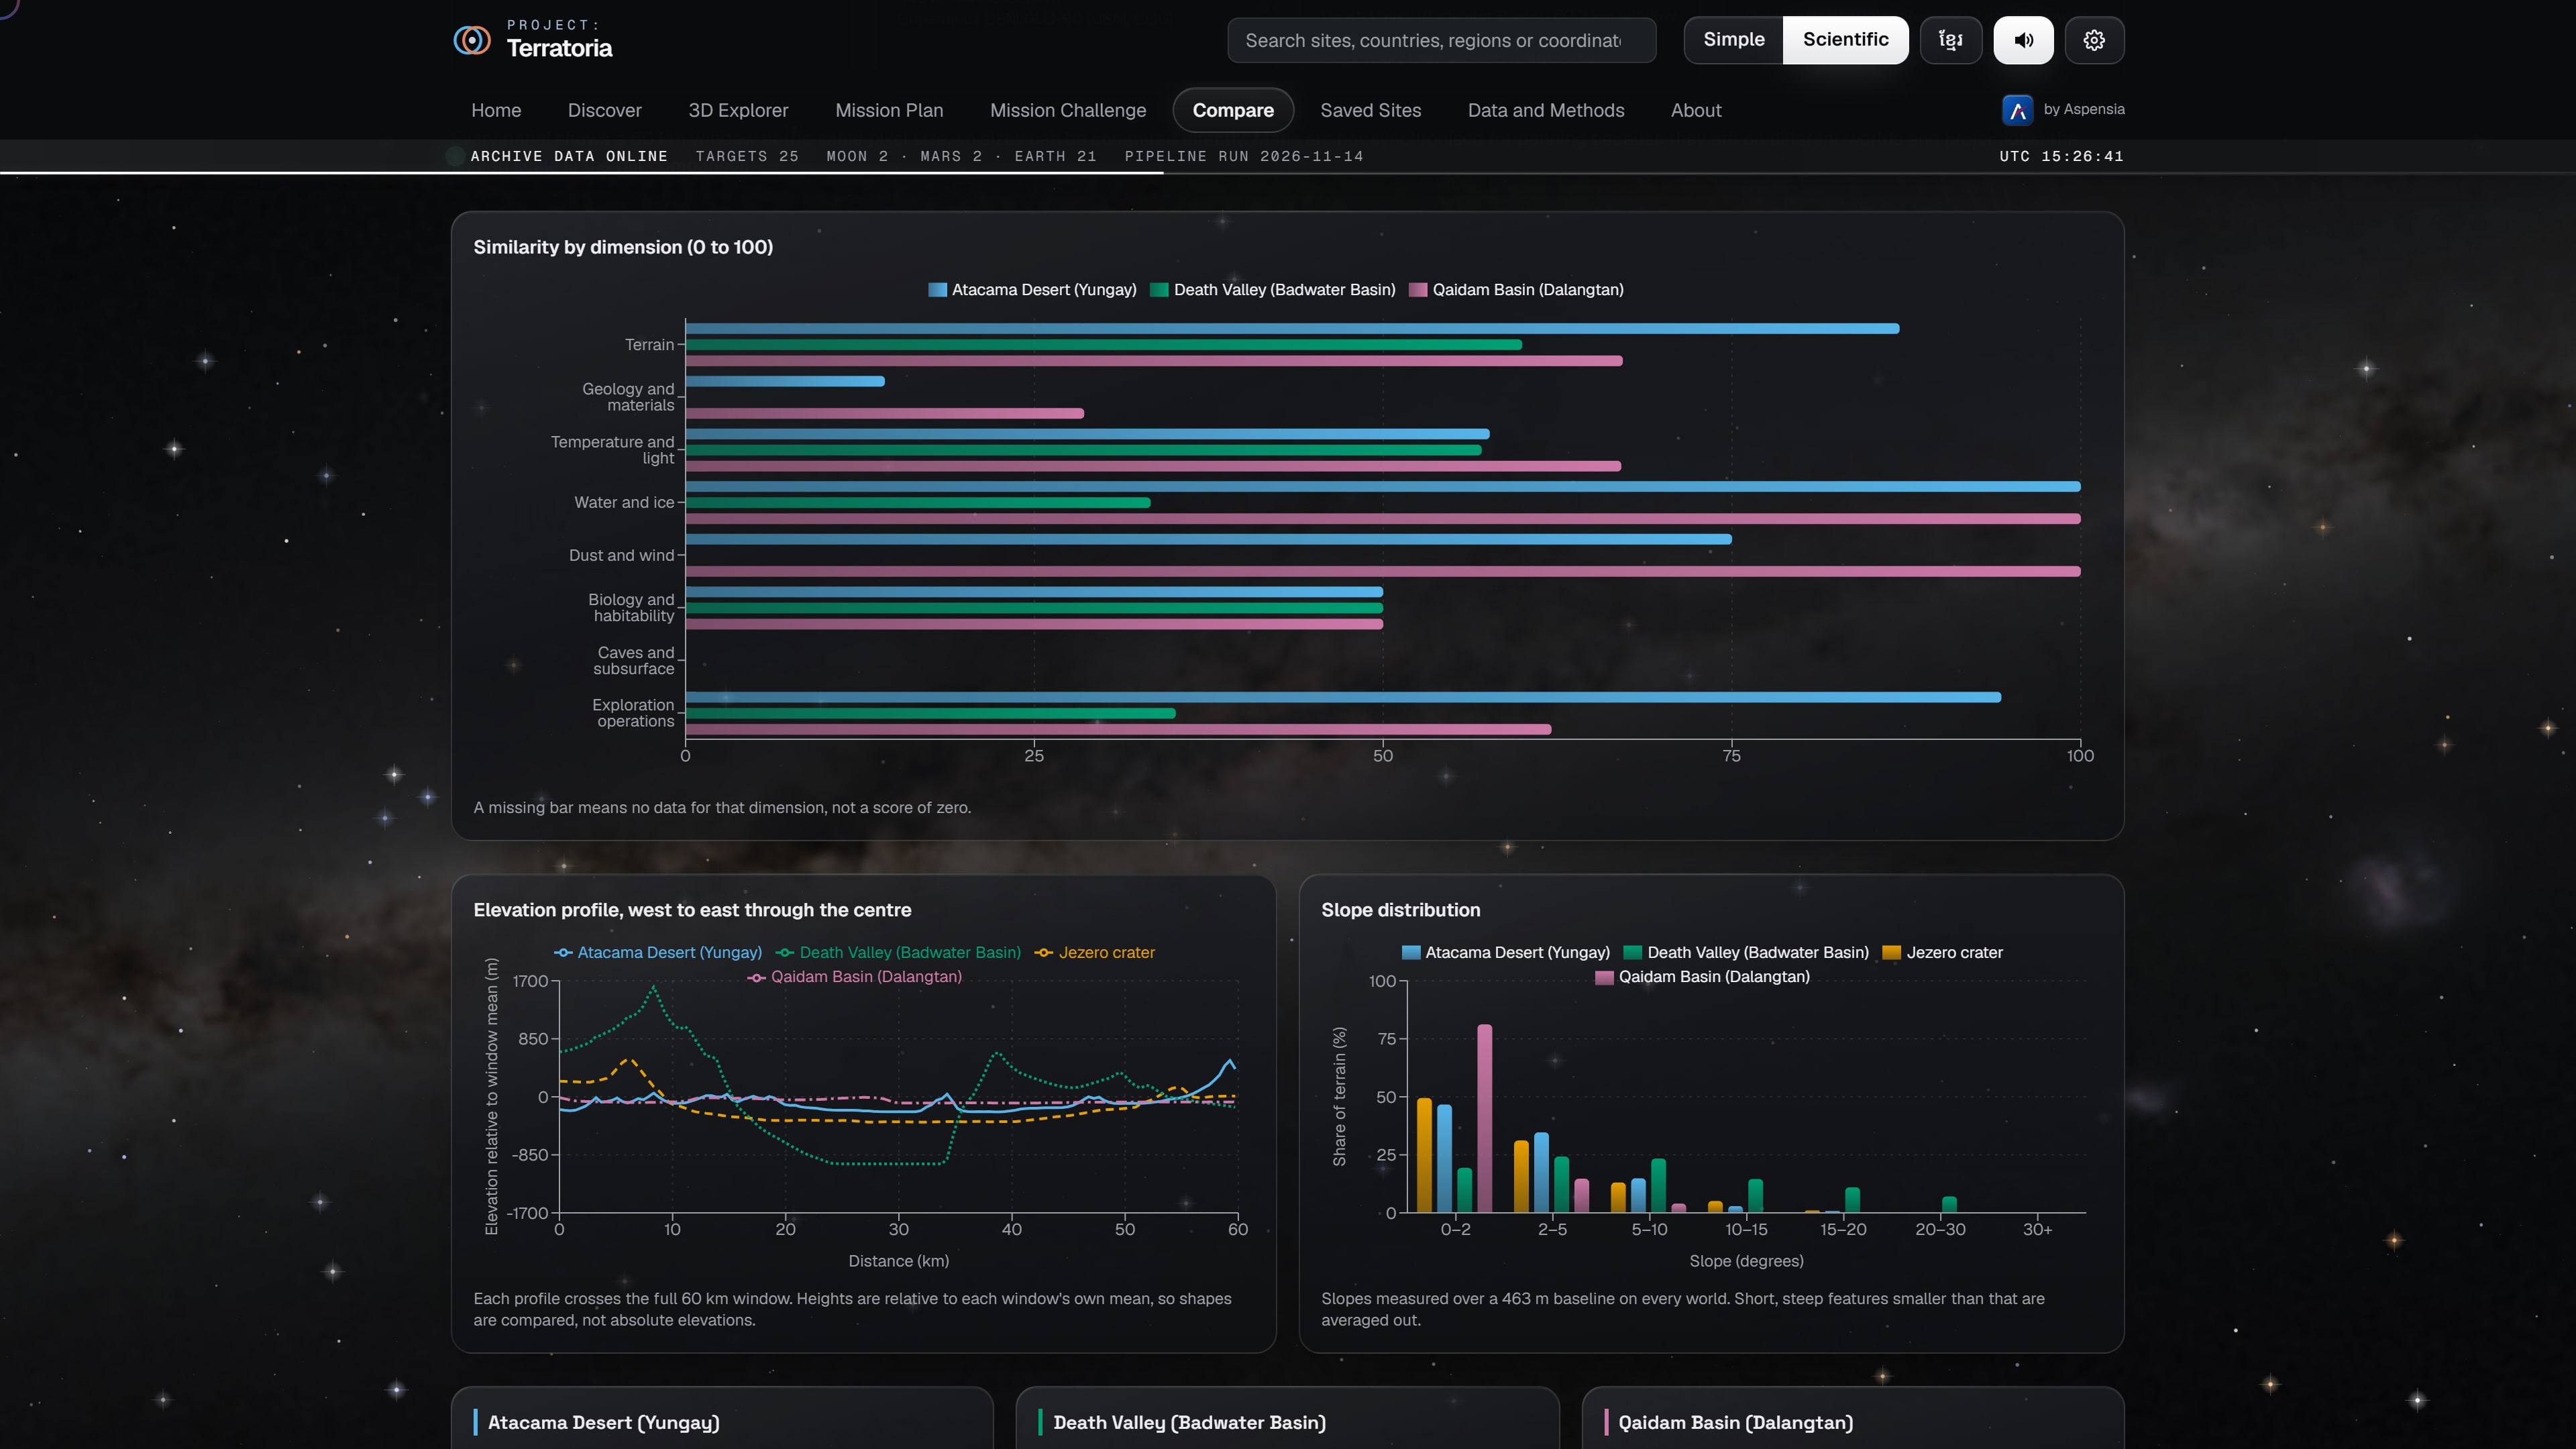 PROJECT:
Terratoria
Search sites, countries, regions or coordinat
Simple
Scientific
ខ្មែរ
Home
Discover
3D Explorer
Mission Plan
Mission Challenge
Compare
Saved Sites
Data and Methods
About
by Aspensia
ARCHIVE DATA ONLINE
TARGETS 25
MOON 2 · MARS 2 · EARTH 21
PIPELINE RUN 2026-11-14
UTC 15:26:41
Similarity by dimension (0 to 100)
Atacama Desert (Yungay)
Death Valley (Badwater Basin)
Qaidam Basin (Dalangtan)
Terrain
Geology and
materials
Temperature and
light
Water and ice
Dust and wind
Biology and
habitability
Caves and
subsurface
Exploration
operations
0
25
50
75
100
A missing bar means no data for that dimension, not a score of zero.
Elevation profile, west to east through the centre
Atacama Desert (Yungay)
Death Valley (Badwater Basin)
Jezero crater
Qaidam Basin (Dalangtan)
Elevation relative to window mean (m)
1700
850
0
-850
-1700
0
10
20
30
40
50
60
Distance (km)
Each profile crosses the full 60 km window. Heights are relative to each window's own mean, so shapes
are compared, not absolute elevations.
Slope distribution
Atacama Desert (Yungay)
Death Valley (Badwater Basin)
Jezero crater
Qaidam Basin (Dalangtan)
Share of terrain (%)
100
75
50
25
0
0–2
2–5
5–10
10–15
15–20
20–30
30+
Slope (degrees)
Slopes measured over a 463 m baseline on every world. Short, steep features smaller than that are
averaged out.
Atacama Desert (Yungay)
Death Valley (Badwater Basin)
Qaidam Basin (Dalangtan)